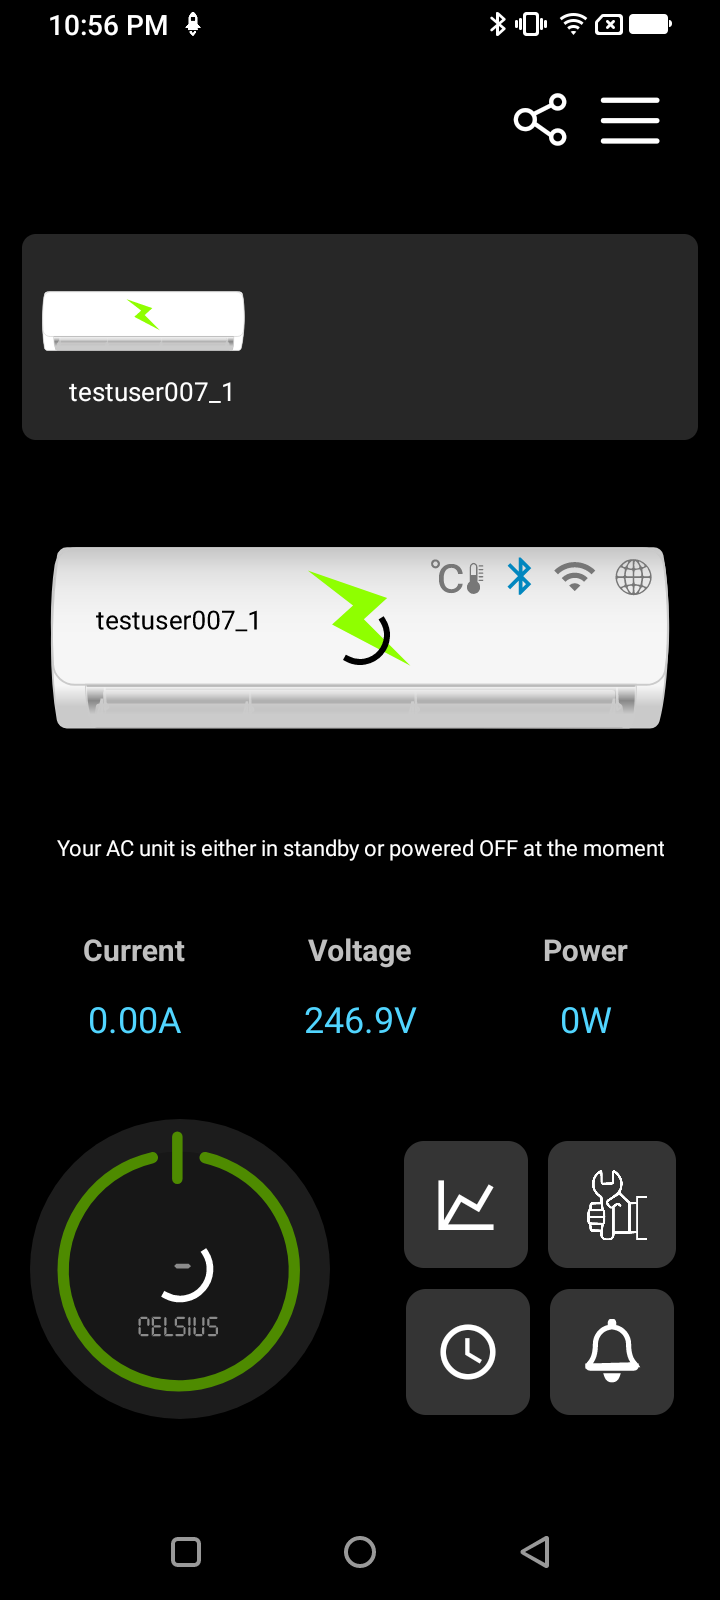 10:56 PM
testuser007_1
°C
testuser007_1
Your AC unit is either in standby or powered OFF at the moment
Current Voltage Power
0.00A 246.9V 0W
-
CELSIUS